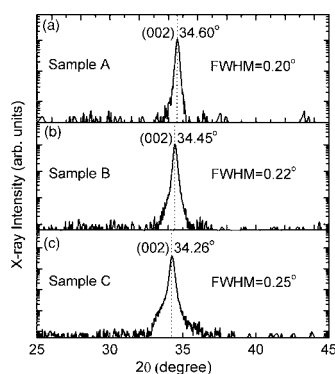 (a)
(002) 34.60°
Sample A
FWHM=0.20°
(b)
(002) 34.45°
Sample B
FWHM=0.22°
(c)
(002) 34.26°
Sample C
FWHM=0.25°
X-ray Intensity (arb. units)
25 30 35 40 45
2θ (degree)